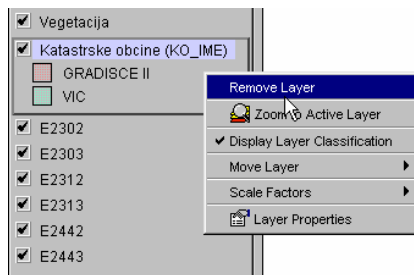 Vegetacija
Katastrske obcine (KO_IME)
GRADISCE II
VIC
E2302
E2303
E2312
E2313
E2442
E2443
Remove Layer
Zoom to Active Layer
Display Layer Classification
Move Layer
Scale Factors
Layer Properties